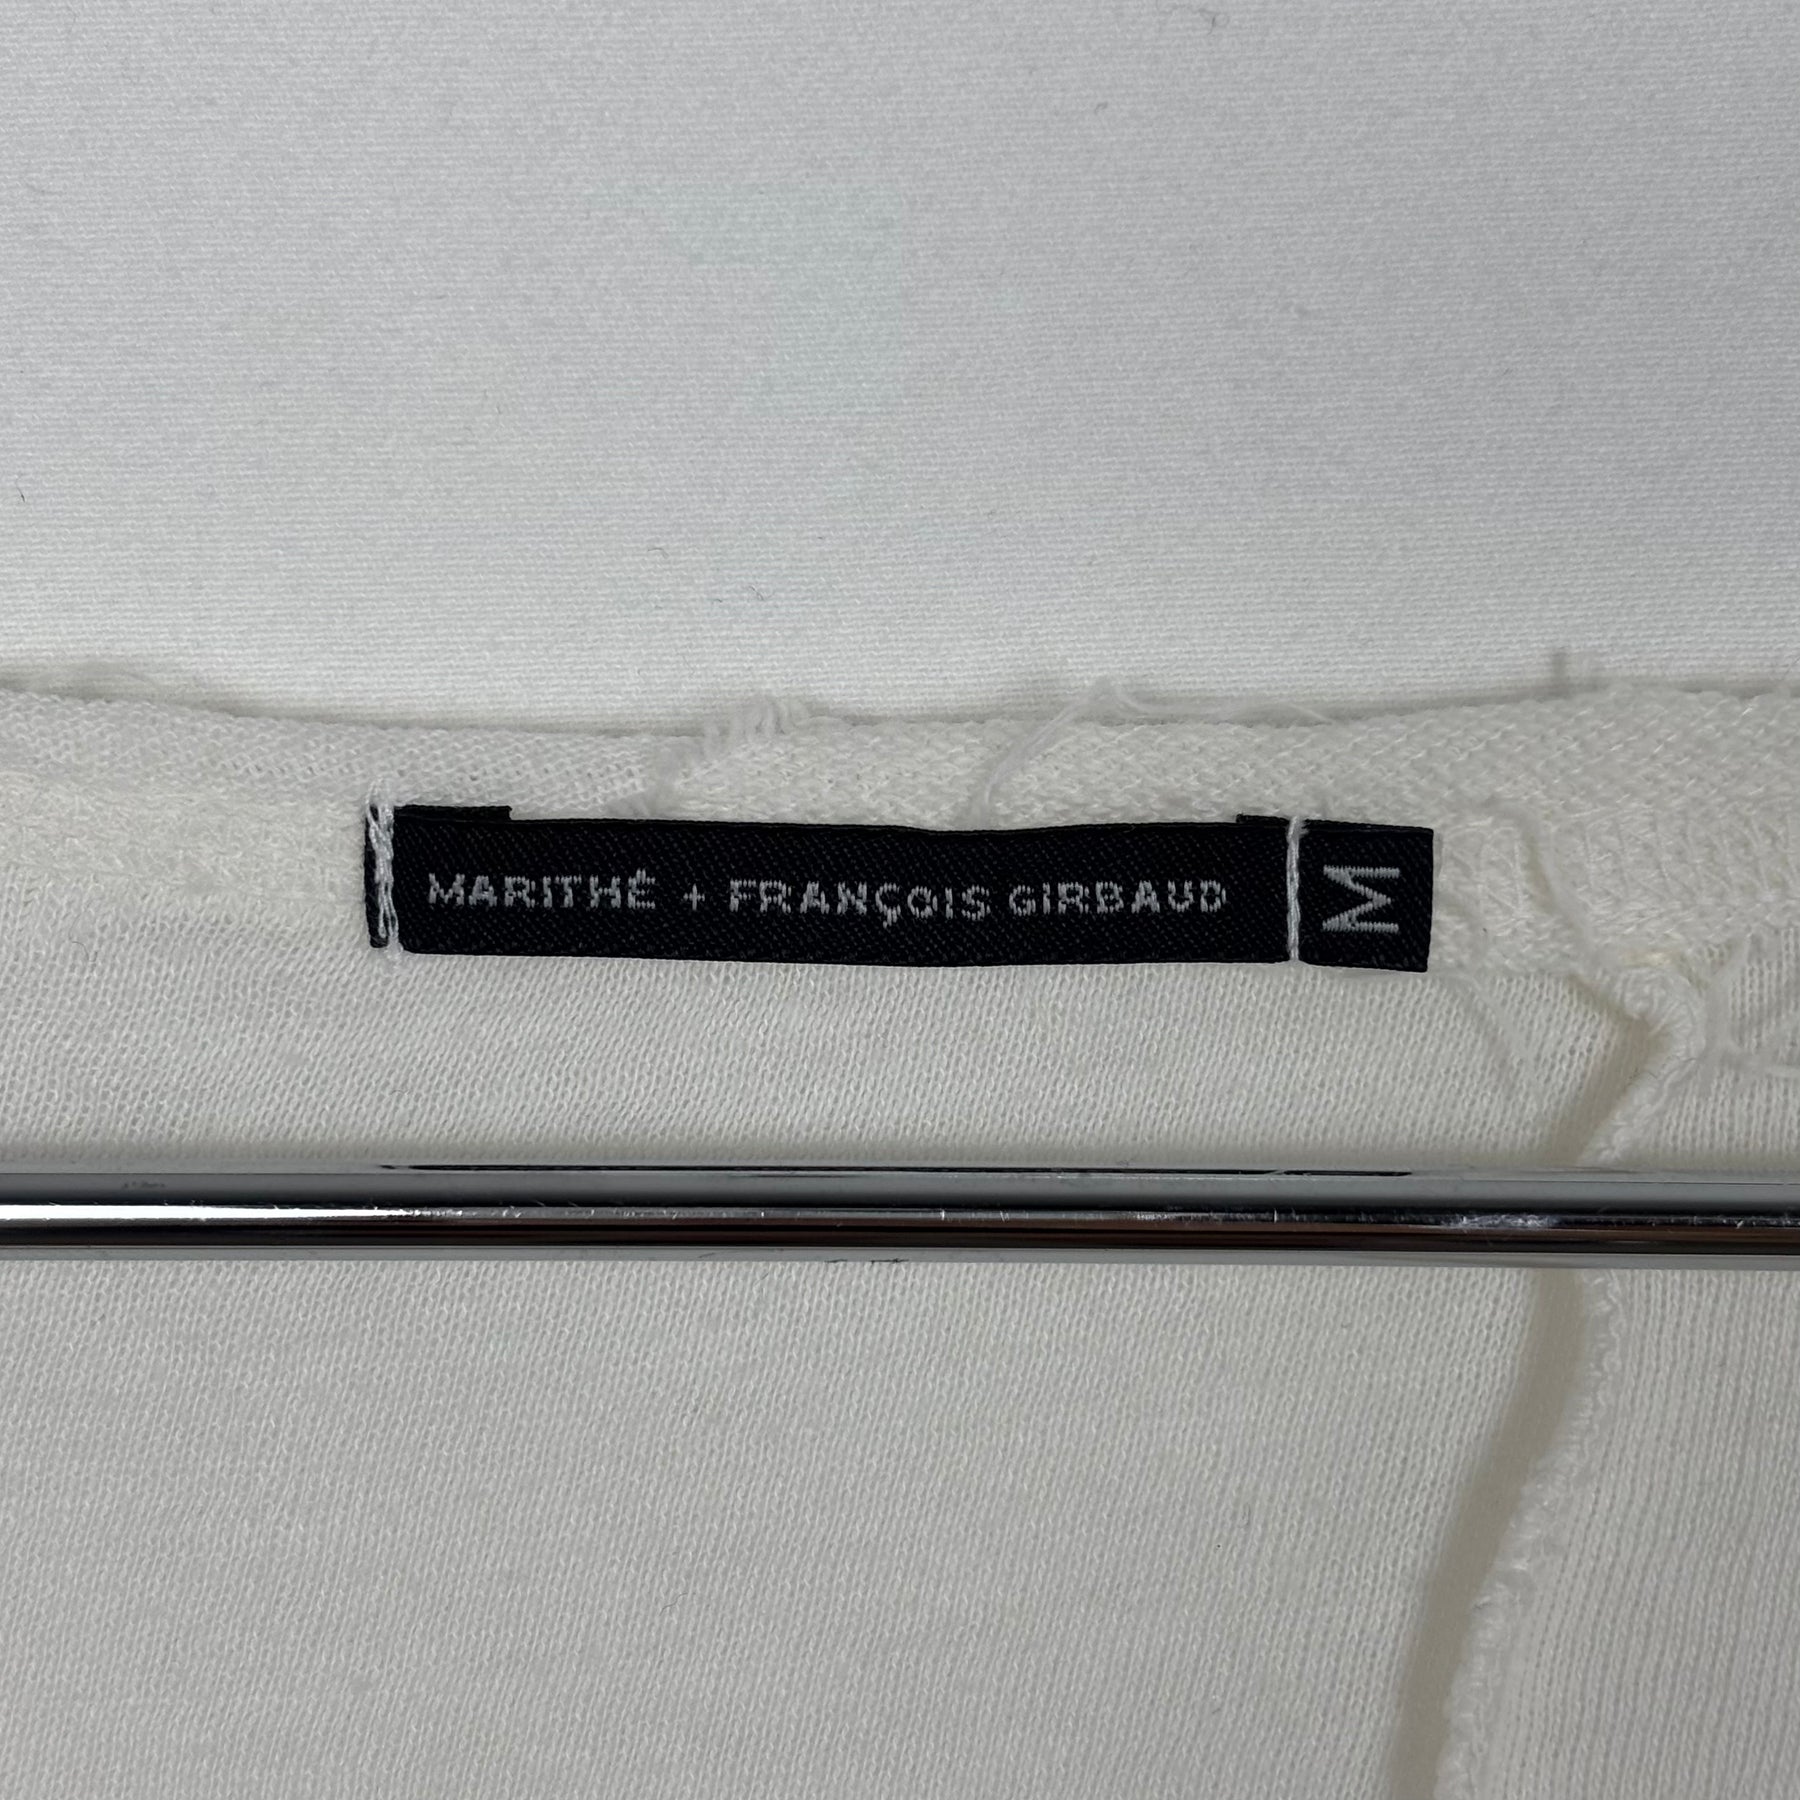 MARITHÉ + FRANÇOIS GIRBAUD
M